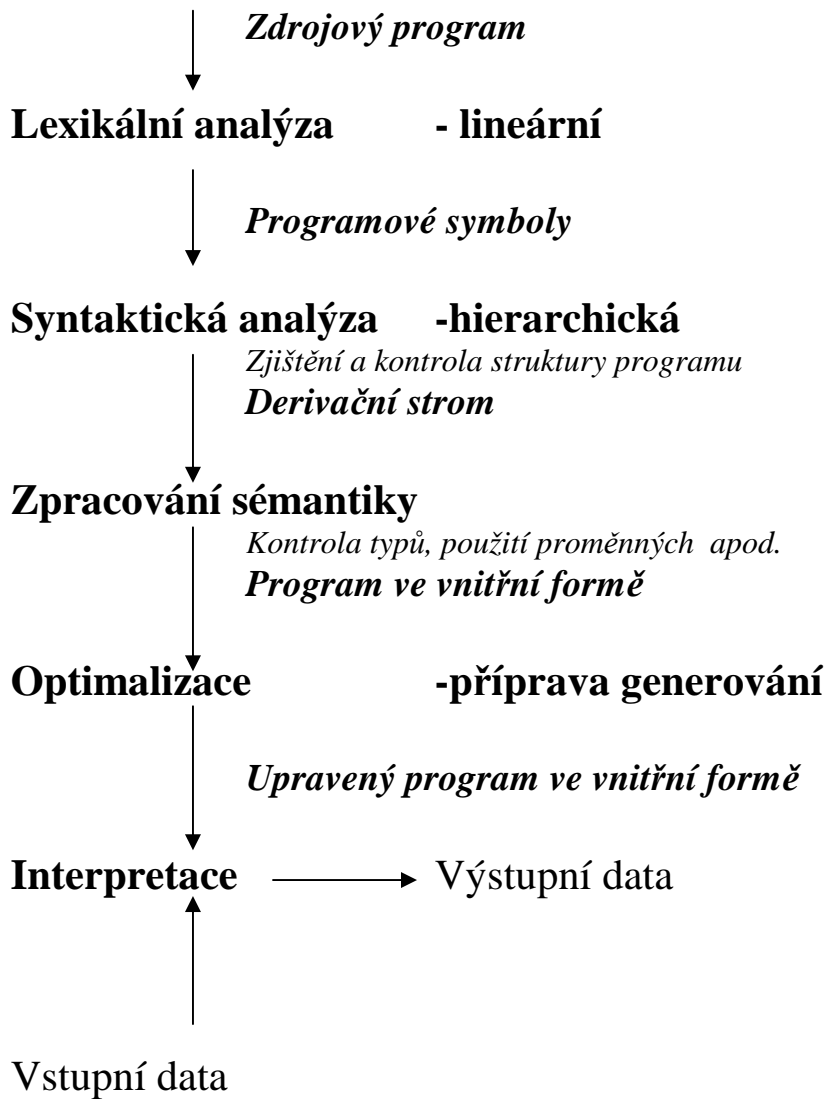 Zdrojový program
Lexikální analýza - lineární
Programové symboly
Syntaktická analýza -hierarchická
Zjištění a kontrola struktury programu
Derivační strom
Zpracování sémantiky
Kontrola typů, použití proměnných apod.
Program ve vnitřní formě
Optimalizace -příprava generování
Upravený program ve vnitřní formě
Interpretace Výstupní data
Vstupní data